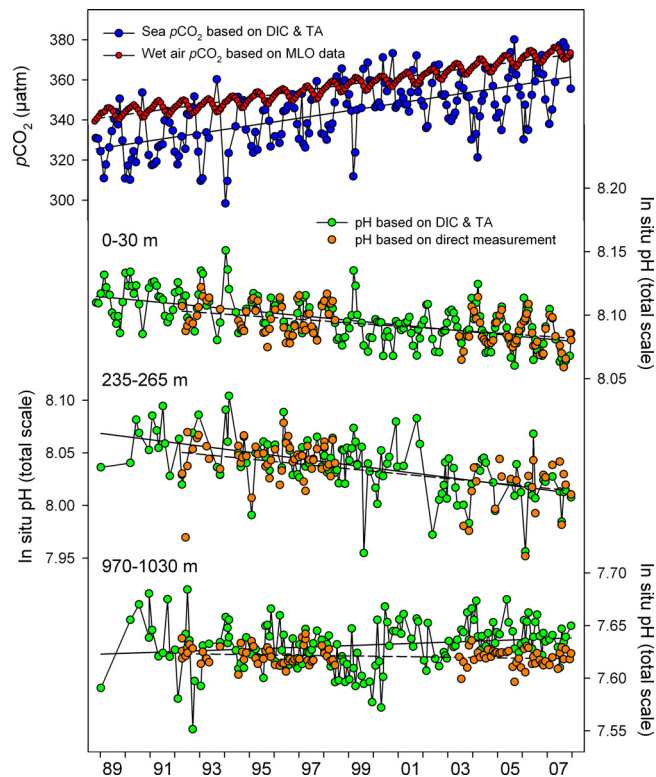 Sea pCO₂ based on DIC & TA
Wet air pCO₂ based on MLO data
380
360
340
320
300
pCO₂ (µatm)
8.20
pH based on DIC & TA
pH based on direct measurement
0-30 m
8.15
8.10
8.05
In situ pH (total scale)
235-265 m
8.10
8.05
8.00
7.95
In situ pH (total scale)
970-1030 m
7.70
7.65
7.60
7.55
In situ pH (total scale)
89 91 93 95 97 99 01 03 05 07